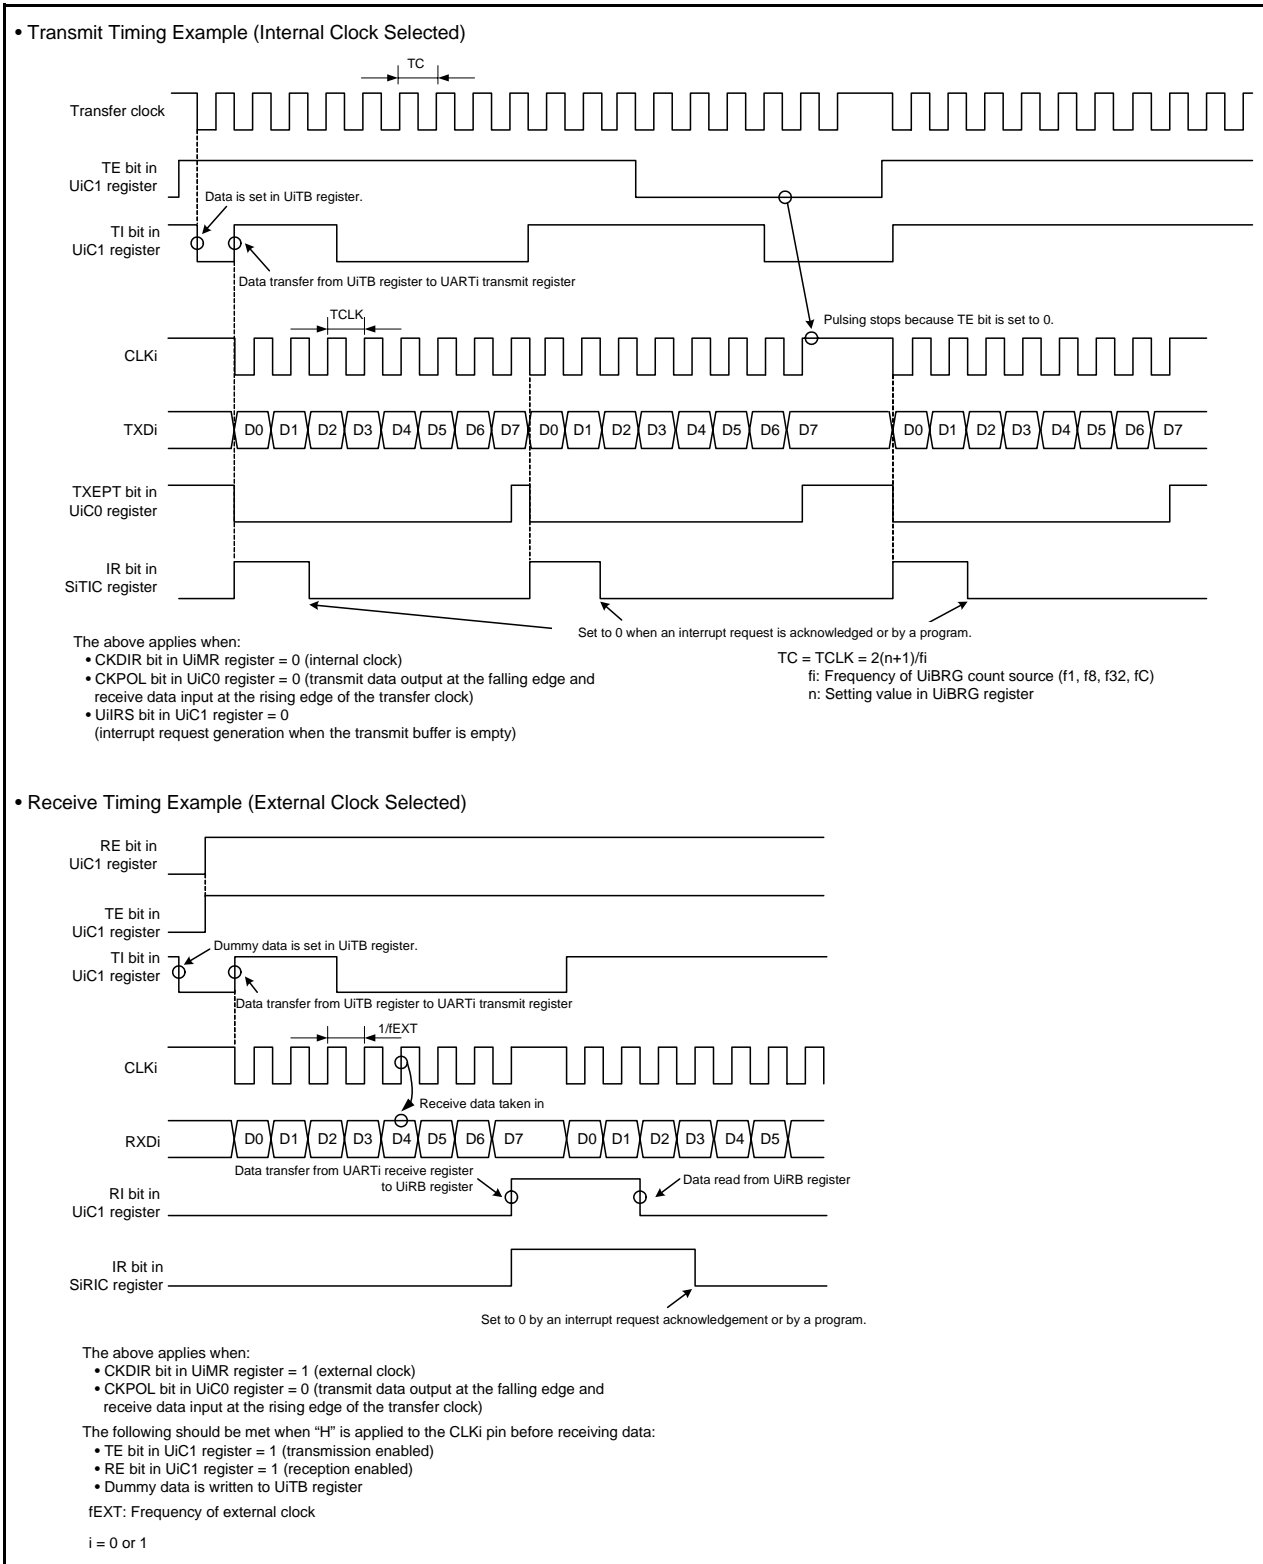 • Transmit Timing Example (Internal Clock Selected)
TC
Transfer clock
TE bit in
UiC1 register
Data is set in UiTB register.
TI bit in
UiC1 register
Data transfer from UiTB register to UARTi transmit register
TCLK
Pulsing stops because TE bit is set to 0.
CLKi
TXDi D0 D1 D2 D3 D4 D5 D6 D7 D0 D1 D2 D3 D4 D5 D6 D7 D0 D1 D2 D3 D4 D5 D6 D7
TXEPT bit in
UiC0 register
IR bit in
SiTIC register
Set to 0 when an interrupt request is acknowledged or by a program.
The above applies when:
• CKDIR bit in UiMR register = 0 (internal clock)
• CKPOL bit in UiC0 register = 0 (transmit data output at the falling edge and
receive data input at the rising edge of the transfer clock)
• UiIRS bit in UiC1 register = 0
(interrupt request generation when the transmit buffer is empty)
TC = TCLK = 2(n+1)/fi
fi: Frequency of UiBRG count source (f1, f8, f32, fC)
n: Setting value in UiBRG register
• Receive Timing Example (External Clock Selected)
RE bit in
UiC1 register
TE bit in
UiC1 register
Dummy data is set in UiTB register.
TI bit in
UiC1 register
Data transfer from UiTB register to UARTi transmit register
1/fEXT
CLKi
Receive data taken in
RXDi D0 D1 D2 D3 D4 D5 D6 D7 D0 D1 D2 D3 D4 D5
Data transfer from UARTi receive register
to UiRB register
Data read from UiRB register
RI bit in
UiC1 register
IR bit in
SiRIC register
Set to 0 by an interrupt request acknowledgement or by a program.
The above applies when:
• CKDIR bit in UiMR register = 1 (external clock)
• CKPOL bit in UiC0 register = 0 (transmit data output at the falling edge and
receive data input at the rising edge of the transfer clock)
The following should be met when “H” is applied to the CLKi pin before receiving data:
• TE bit in UiC1 register = 1 (transmission enabled)
• RE bit in UiC1 register = 1 (reception enabled)
• Dummy data is written to UiTB register
fEXT: Frequency of external clock
i = 0 or 1